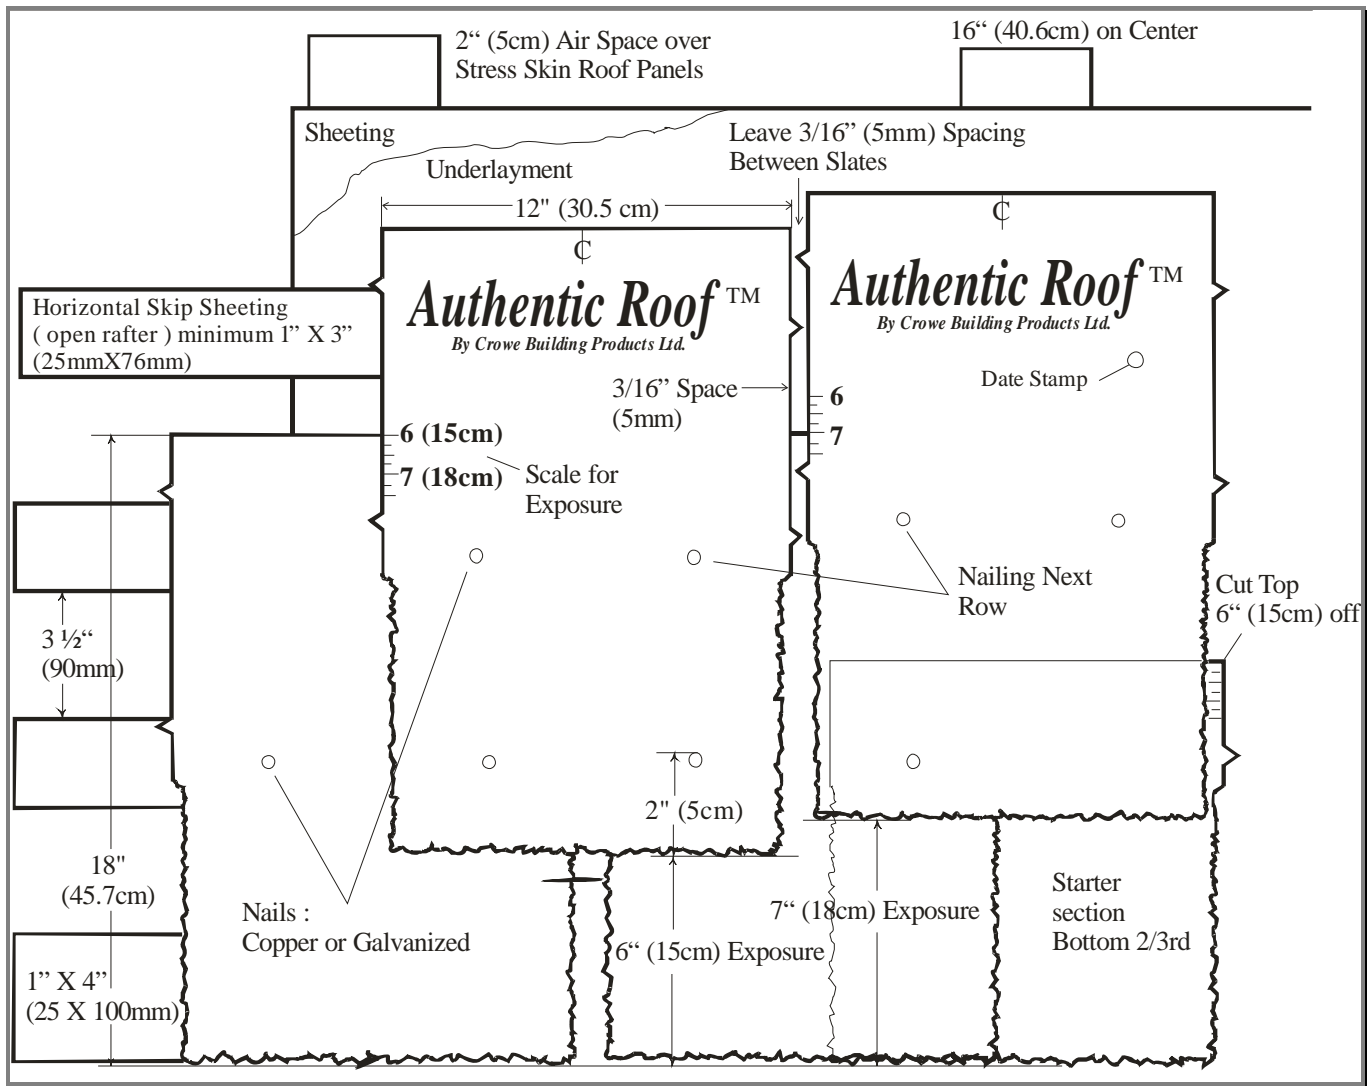 2“ (5cm) Air Space over
Stress Skin Roof Panels
16“ (40.6cm) on Center
Sheeting
Underlayment
Leave 3/16” (5mm) Spacing
Between Slates
12" (30.5 cm)
C
C
Authentic Roof TM
By Crowe Building Products Ltd.
Authentic Roof TM
By Crowe Building Products Ltd.
Horizontal Skip Sheeting
( open rafter ) minimum 1” X 3”
(25mmX76mm)
Date Stamp
3/16” Space
(5mm)
6
7
6 (15cm)
7 (18cm)
Scale for
Exposure
Nailing Next
Row
Cut Top
6“ (15cm) off
3 ½“
(90mm)
2" (5cm)
18"
(45.7cm)
Nails :
Copper or Galvanized
7“ (18cm) Exposure
6“ (15cm) Exposure
Starter
section
Bottom 2/3rd
1” X 4”
(25 X 100mm)